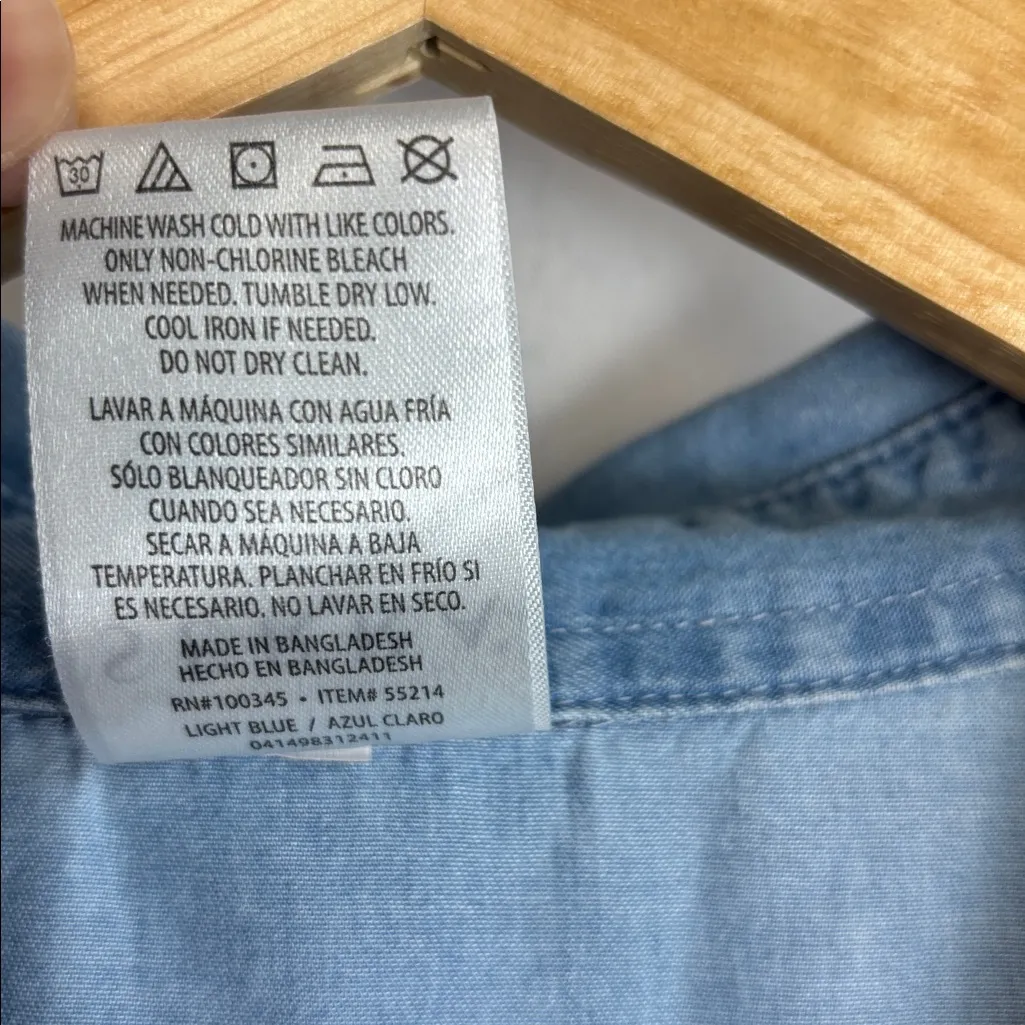 30
MACHINE WASH COLD WITH LIKE COLORS.
ONLY NON-CHLORINE BLEACH
WHEN NEEDED. TUMBLE DRY LOW.
COOL IRON IF NEEDED.
DO NOT DRY CLEAN.
LAVAR A MÁQUINA CON AGUA FRÍA
CON COLORES SIMILARES.
SÓLO BLANQUEADOR SIN CLORO
CUANDO SEA NECESARIO.
SECAR A MÁQUINA A BAJA
TEMPERATURA. PLANCHAR EN FRÍO SI
ES NECESARIO. NO LAVAR EN SECO.
MADE IN BANGLADESH
HECHO EN BANGLADESH
RN#100345 • ITEM# 55214
LIGHT BLUE / AZUL CLARO
041498312411